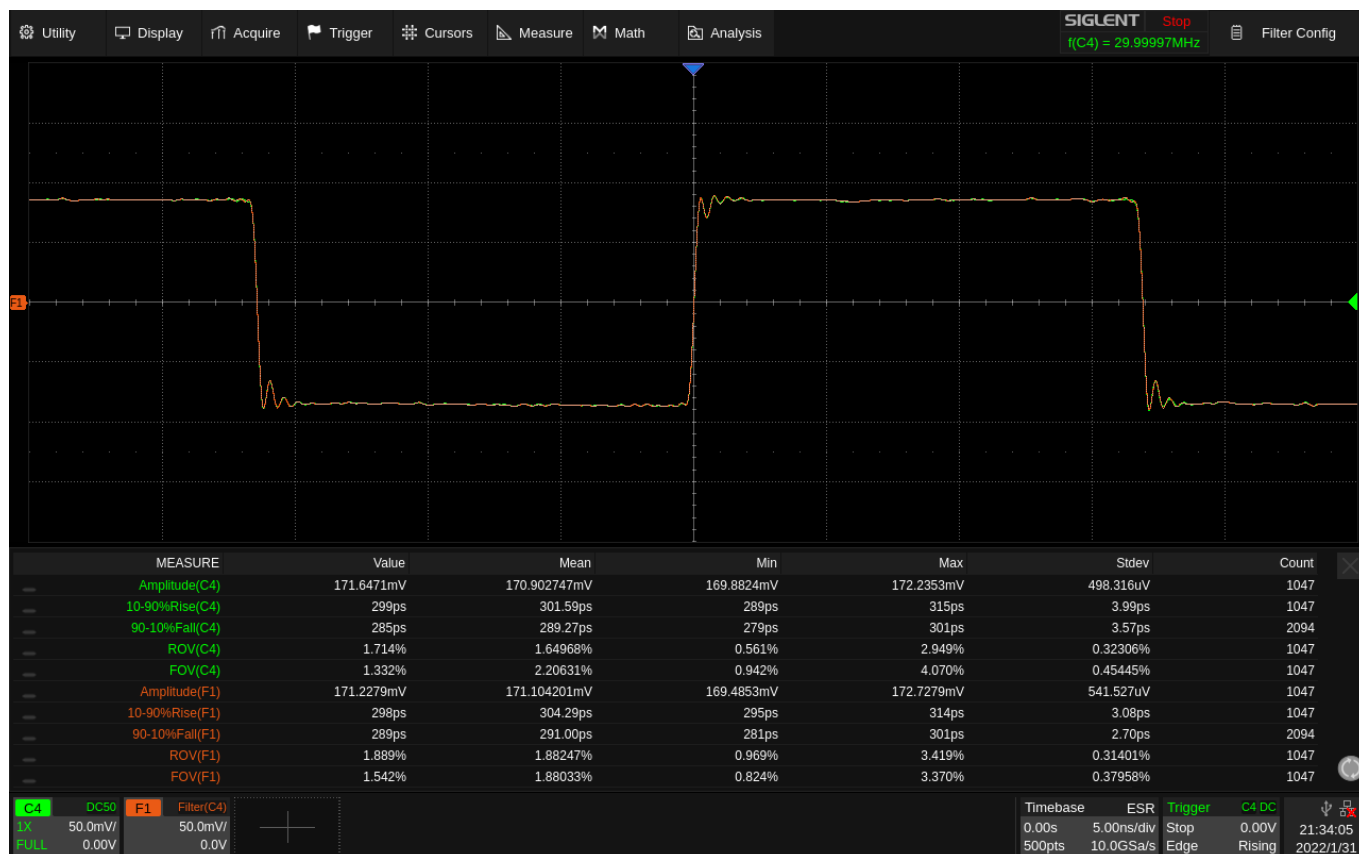 Utility Display Acquire Trigger Cursors Measure Math Analysis SIGLENT Stop Filter Config
f(C4) = 29.99997MHz
F1
MEASURE Value Mean Min Max Stdev Count
Amplitude(C4) 171.6471mV 170.902747mV 169.8824mV 172.2353mV 498.316uV 1047
10-90%Rise(C4) 299ps 301.59ps 289ps 315ps 3.99ps 1047
90-10%Fall(C4) 285ps 289.27ps 279ps 301ps 3.57ps 2094
ROV(C4) 1.714% 1.64968% 0.561% 2.949% 0.32306% 1047
FOV(C4) 1.332% 2.20631% 0.942% 4.070% 0.45445% 1047
Amplitude(F1) 171.2279mV 171.104201mV 169.4853mV 172.7279mV 541.527uV 1047
10-90%Rise(F1) 298ps 304.29ps 295ps 314ps 3.08ps 1047
90-10%Fall(F1) 289ps 291.00ps 281ps 301ps 2.70ps 2094
ROV(F1) 1.889% 1.88247% 0.969% 3.419% 0.31401% 1047
FOV(F1) 1.542% 1.88033% 0.824% 3.370% 0.37958% 1047
C4 DC50 F1 Filter(C4) Timebase ESR Trigger C4 DC
1X 50.0mV/ 50.0mV/ 0.00s 5.00ns/div Stop 0.00V 21:34:05
FULL 0.00V 0.0V 500pts 10.0GSa/s Edge Rising 2022/1/31